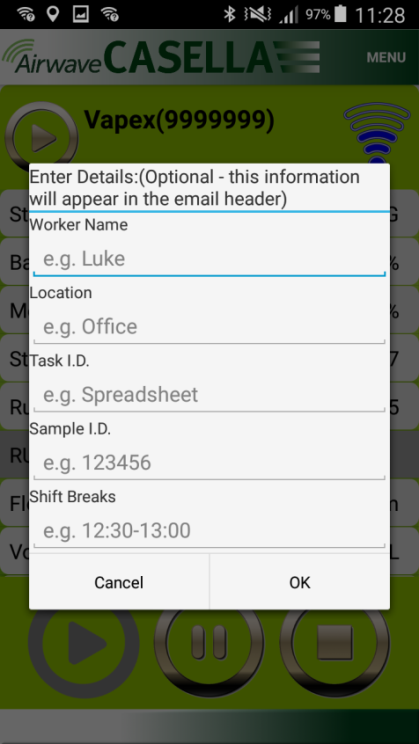 97% 11:28
Airwave CASELLA MENU
Vapex(9999999)
Enter Details:(Optional - this information
will appear in the email header)
Worker Name
e.g. Luke
Location
e.g. Office
Task I.D.
e.g. Spreadsheet
Sample I.D.
e.g. 123456
Shift Breaks
e.g. 12:30-13:00
Cancel OK